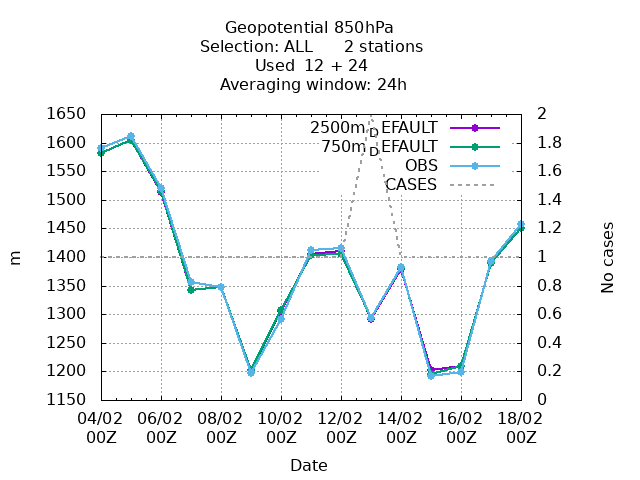 Geopotential 850hPa
Selection: ALL 2 stations
Used 12 + 24
Averaging window: 24h
1650 2
1600 1.8
1550 1.6
1500 1.4
1450 1.2
1400 1
1350 0.8
1300 0.6
1250 0.4
1200 0.2
1150 0
2500m_DEFAULT
750m_DEFAULT
OBS
CASES
m
No cases
04/02 06/02 08/02 10/02 12/02 14/02 16/02 18/02
00Z 00Z 00Z 00Z 00Z 00Z 00Z 00Z
Date